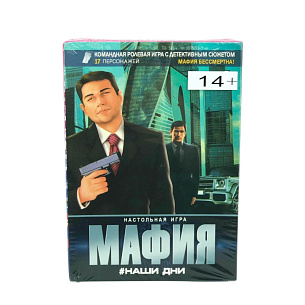 КОМАНДНАЯ РОЛЕВАЯ ИГРА С ДЕТЕКТИВНЫМ СЮЖЕТОМ
17 ПЕРСОНАЖЕЙ МАФИЯ БЕССМЕРТНА!
14+
НАСТОЛЬНАЯ ИГРА
МАФИЯ
#НАШИ ДНИ